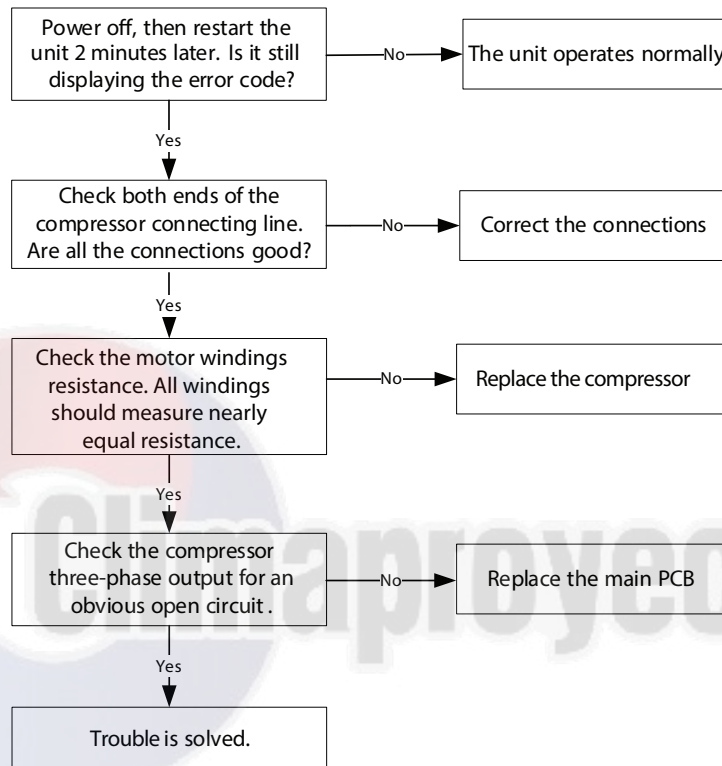 Power off, then restart the
unit 2 minutes later. Is it still
displaying the error code?
No
The unit operates normally
Yes
Check both ends of the
compressor connecting line.
Are all the connections good?
No
Correct the connections
Yes
Check the motor windings
resistance. All windings
should measure nearly
equal resistance.
No
Replace the compressor
Yes
Check the compressor
three-phase output for an
obvious open circuit .
No
Replace the main PCB
Yes
Trouble is solved.
Climaproyec